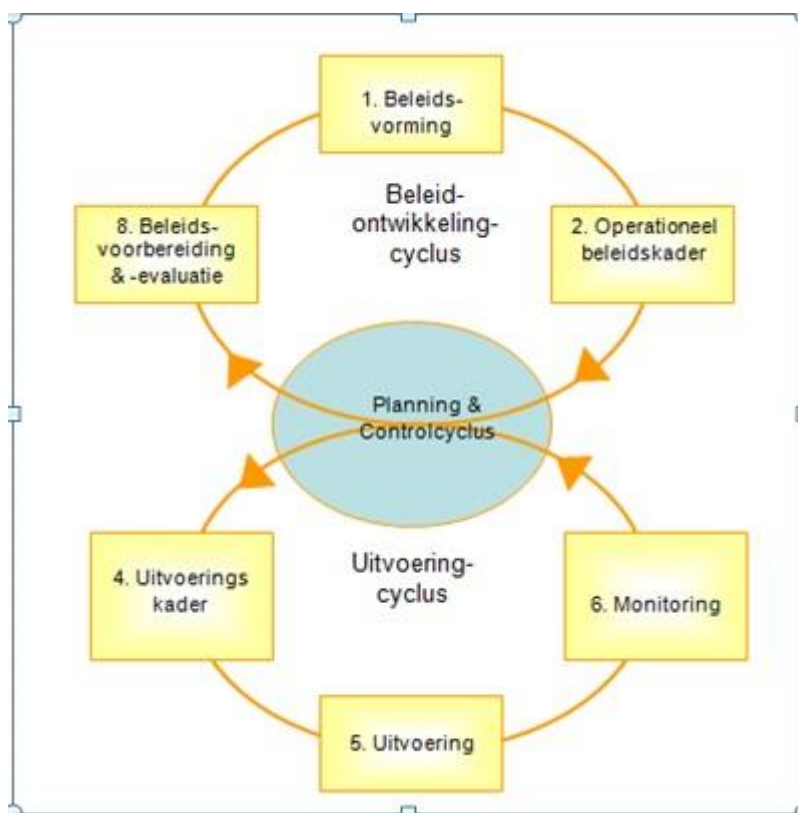 1. Beleids-
vorming
Beleid-
ontwikkeling-
cyclus
8. Beleids-
voorbereiding
& -evaluatie
2. Operationeel
beleidskader
Planning &
Controlcyclus
Uitvoering-
cyclus
4. Uitvoerings
kader
6. Monitoring
5. Uitvoering